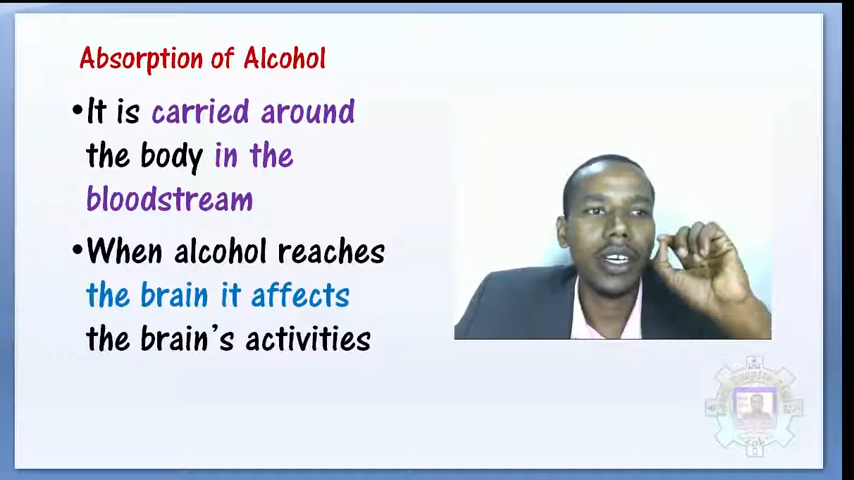 Absorption of Alcohol
•It is carried around
the body in the
bloodstream
•When alcohol reaches
the brain it affects
the brain's activities